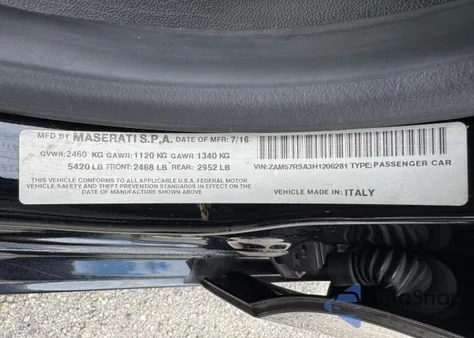 MFD BY MASERATI S.P.A. DATE OF MFR: 7/16
GVWR: 2460 KG GAWR: 1120 KG GAWR 1340 KG
5420 LB FRONT: 2468 LB REAR: 2952 LB VIN: ZAM57RSA3H1206281 TYPE: PASSENGER CAR
THIS VEHICLE CONFORMS TO ALL APPLICABLE U.S.A. FEDERAL MOTOR
VEHICLE SAFETY AND THEFT PREVENTION STANDARDS IN EFFECT ON THE
DATE OF MANUFACTURE SHOWN ABOVE.
THIS VEHICLE WAS MADE IN: ITALY